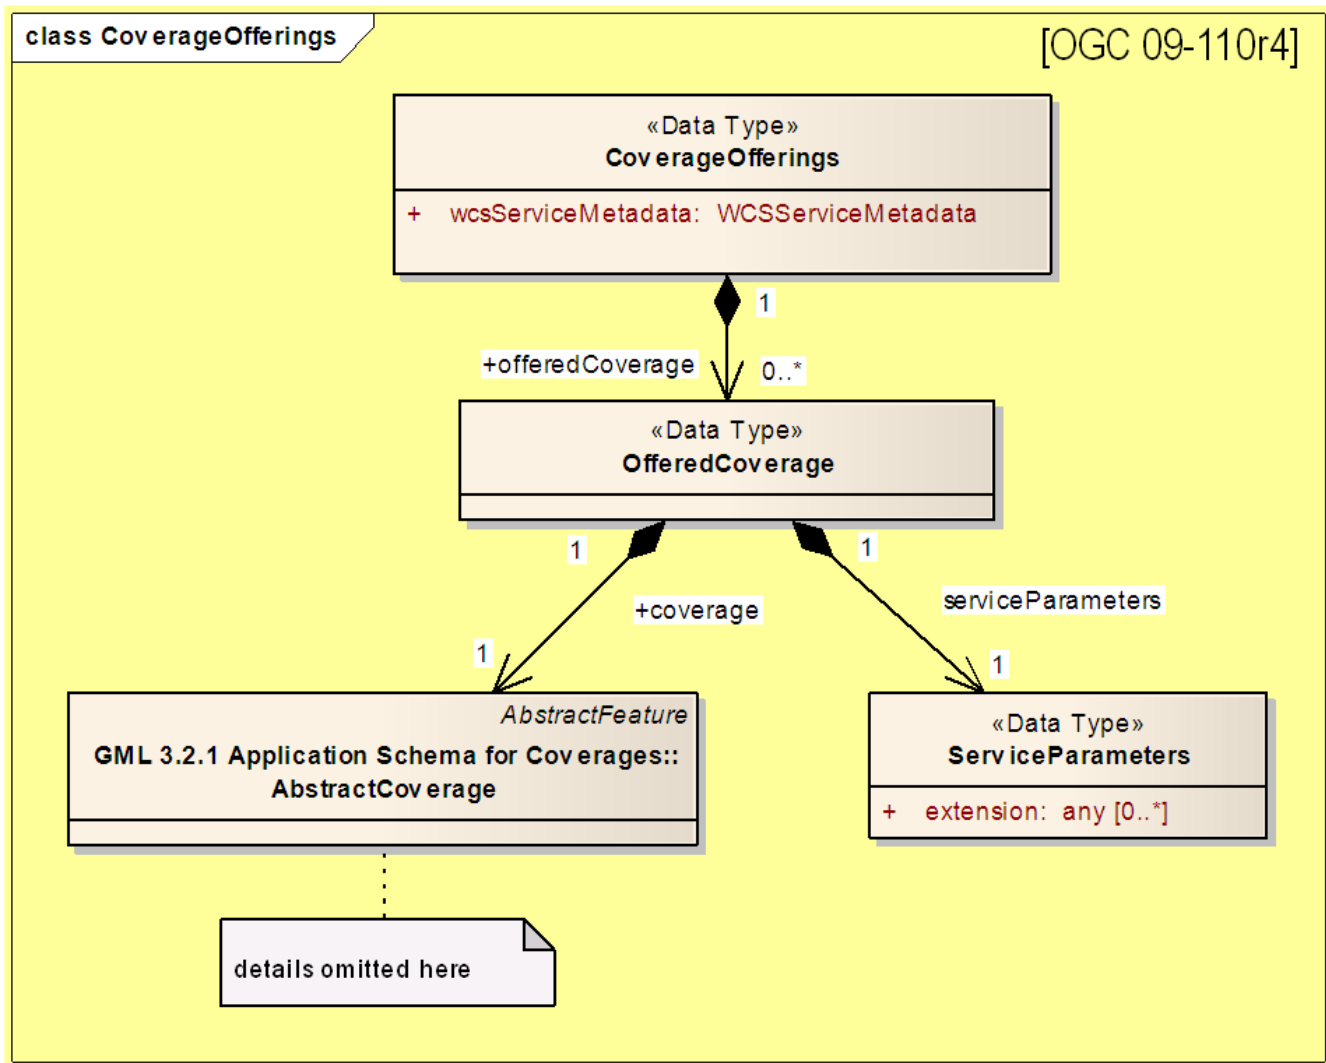 class CoverageOfferings
[OGC 09-110r4]
«Data Type»
CoverageOfferings
+ wcsServiceMetadata: WCSServiceMetadata
1
+offeredCoverage
0..*
«Data Type»
OfferedCoverage
1
1
+coverage
serviceParameters
1
1
AbstractFeature
GML 3.2.1 Application Schema for Coverages::
AbstractCoverage
«Data Type»
ServiceParameters
+ extension: any [0..*]
details omitted here